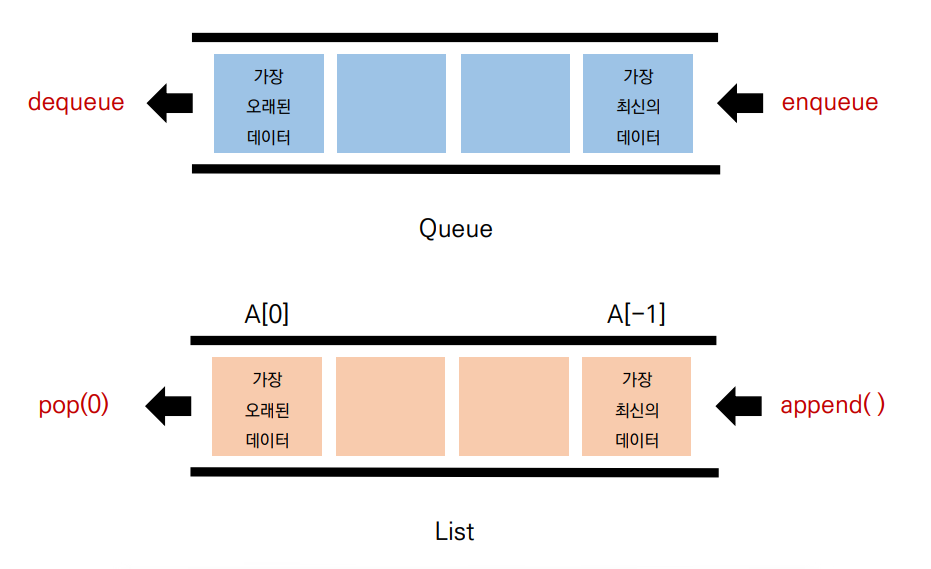 dequeue
가장
오래된
데이터
가장
최신의
데이터
enqueue
Queue
A[0]
A[-1]
pop(0)
가장
오래된
데이터
가장
최신의
데이터
append( )
List